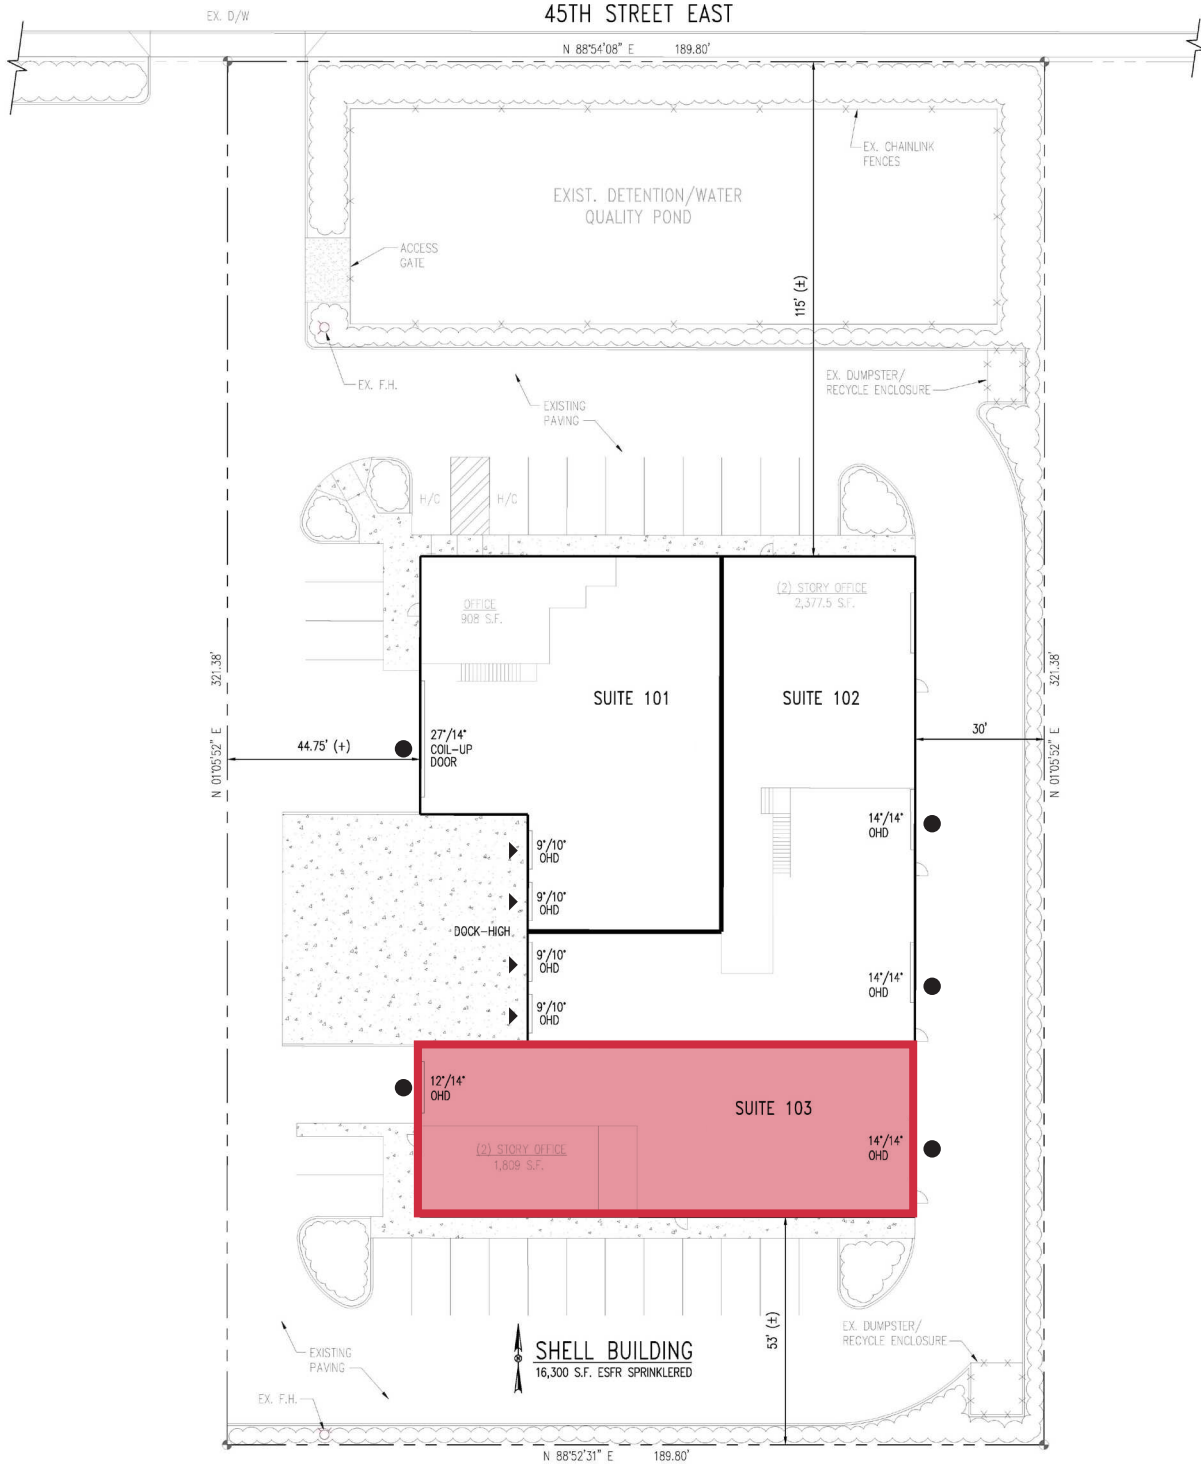 EX. D/W
45TH STREET EAST
N 88°54'08" E 189.80'
EX. CHAINLINK
FENCES
EXIST. DETENTION/WATER
QUALITY POND
ACCESS
GATE
115' (±)
EX. F.H.
EX. DUMPSTER/
RECYCLE ENCLOSURE
EXISTING
PAVING
H/C
H/C
OFFICE
908 S.F.
(2) STORY OFFICE
2,377.5 S.F.
SUITE 101
SUITE 102
N 01°05'52" E 321.38'
N 01°05'52" E 321.38'
44.75' (+)
27'/14'
COIL-UP
DOOR
30'
14'/14'
OHD
9'/10'
OHD
9'/10'
OHD
DOCK-HIGH
9'/10'
OHD
14'/14'
OHD
9'/10'
OHD
12'/14'
OHD
SUITE 103
(2) STORY OFFICE
1,809 S.F.
14'/14'
OHD
53' (±)
EX. DUMPSTER/
RECYCLE ENCLOSURE
SHELL BUILDING
16,300 S.F. ESFR SPRINKLERED
EXISTING
PAVING
EX. F.H.
N 88°52'31" E 189.80'